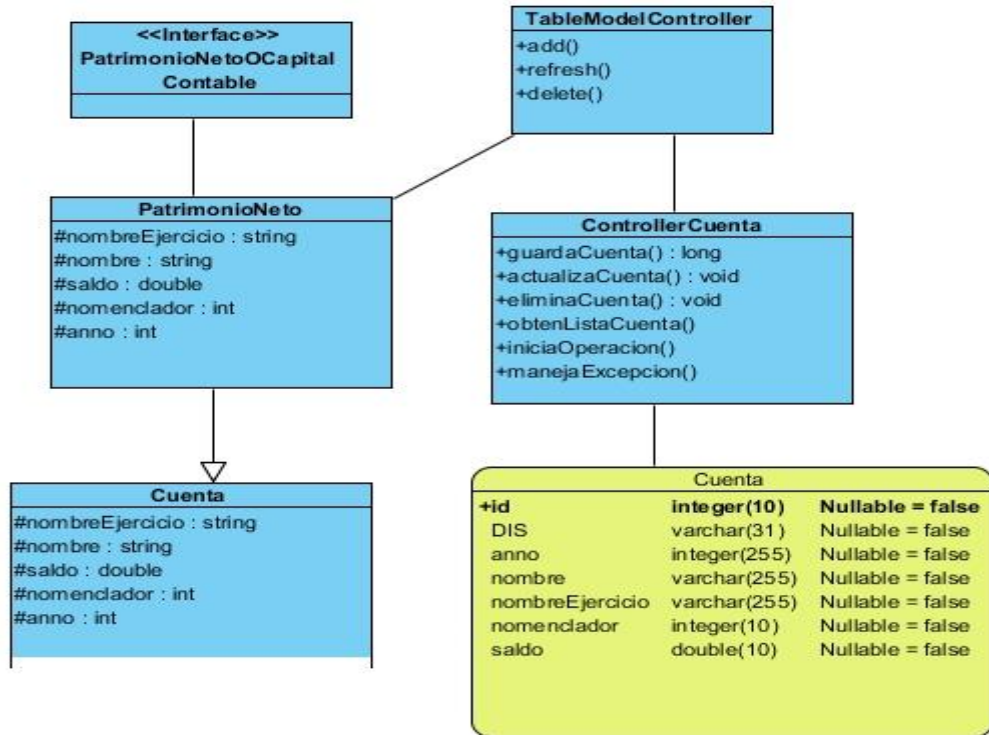 <<Interface>>
PatrimonioNetoOCapital
Contable
TableModelController
+add()
+refresh()
+delete()
PatrimonioNeto
#nombreEjercicio : string
#nombre : string
#saldo : double
#nomenclador : int
#anno : int
ControllerCuenta
+guardaCuenta() : long
+actualizaCuenta() : void
+eliminaCuenta() : void
+obtenListaCuenta()
+iniciaOperacion()
+manejaExcepcion()
Cuenta
#nombreEjercicio : string
#nombre : string
#saldo : double
#nomenclador : int
#anno : int
Cuenta
+id integer(10) Nullable = false
DIS varchar(31) Nullable = false
anno integer(255) Nullable = false
nombre varchar(255) Nullable = false
nombreEjercicio varchar(255) Nullable = false
nomenclador integer(10) Nullable = false
saldo double(10) Nullable = false